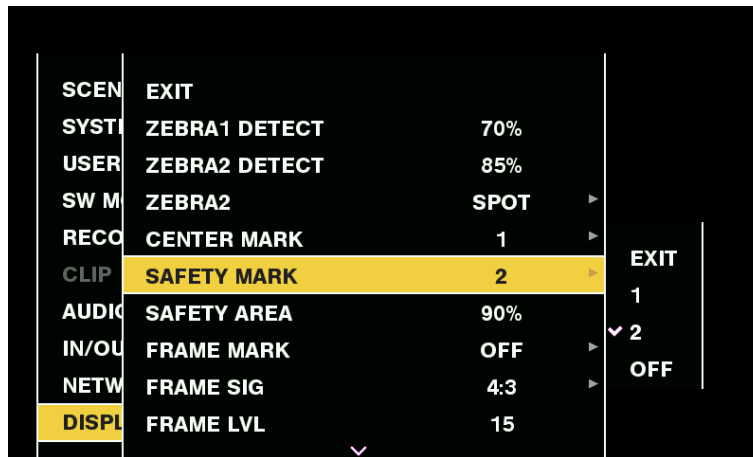 SCEN EXIT
SYSTI ZEBRA1 DETECT 70%
USER ZEBRA2 DETECT 85%
SW M ZEBRA2 SPOT
RECO CENTER MARK 1
CLIP SAFETY MARK 2
AUDIO SAFETY AREA 90%
IN/OU FRAME MARK OFF
NETW FRAME SIG 4:3
DISPL FRAME LVL 15
EXIT
1
2
OFF